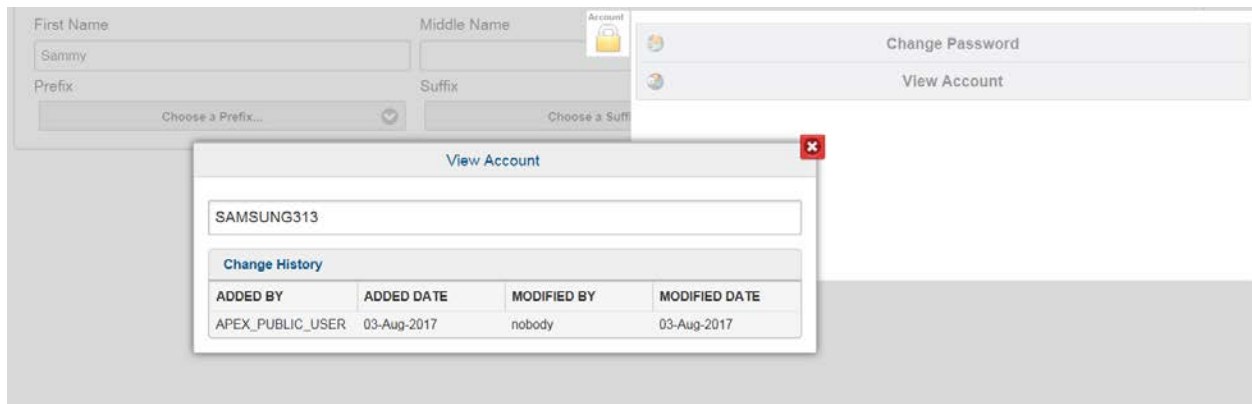 First Name Middle Name Account
Sammy
Change Password
Prefix Suffix View Account
Choose a Prefix... Choose a Suffi
View Account
SAMSUNG313
Change History
ADDED BY ADDED DATE MODIFIED BY MODIFIED DATE
APEX_PUBLIC_USER 03-Aug-2017 nobody 03-Aug-2017